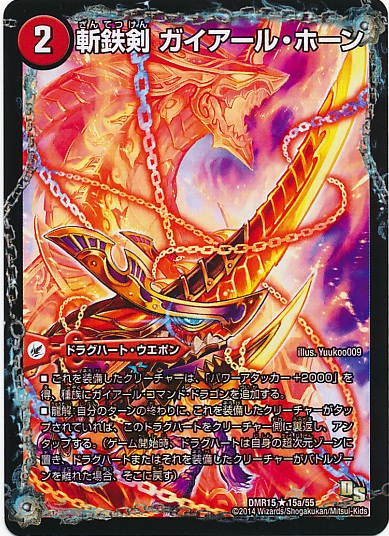 2
ざんてつけん
斬鉄剣 ガイアール・ホーン
ドラグハート・ウエポン
illus. Yuukoo009
■ これを装備したクリーチャーは、「パワーアタッカー+2000」を
得、種族にガイアール・コマンド・ドラゴンを追加する。
■ 龍解:自分のターンの終わりに、これを装備したクリーチャーがタッ
プされていれば、このドラグハートをクリーチャー側に裏返し、アン
タップする。(ゲーム開始時、ドラグハートは自身の超次元ゾーンに
置き、ドラグハートまたはそれを装備したクリーチャーがバトルゾー
ンを離れた場合、そこに戻す)
DS
DMR15 ★ 15a/55
©2014 Wizards/Shogakukan/Mitsui-Kids